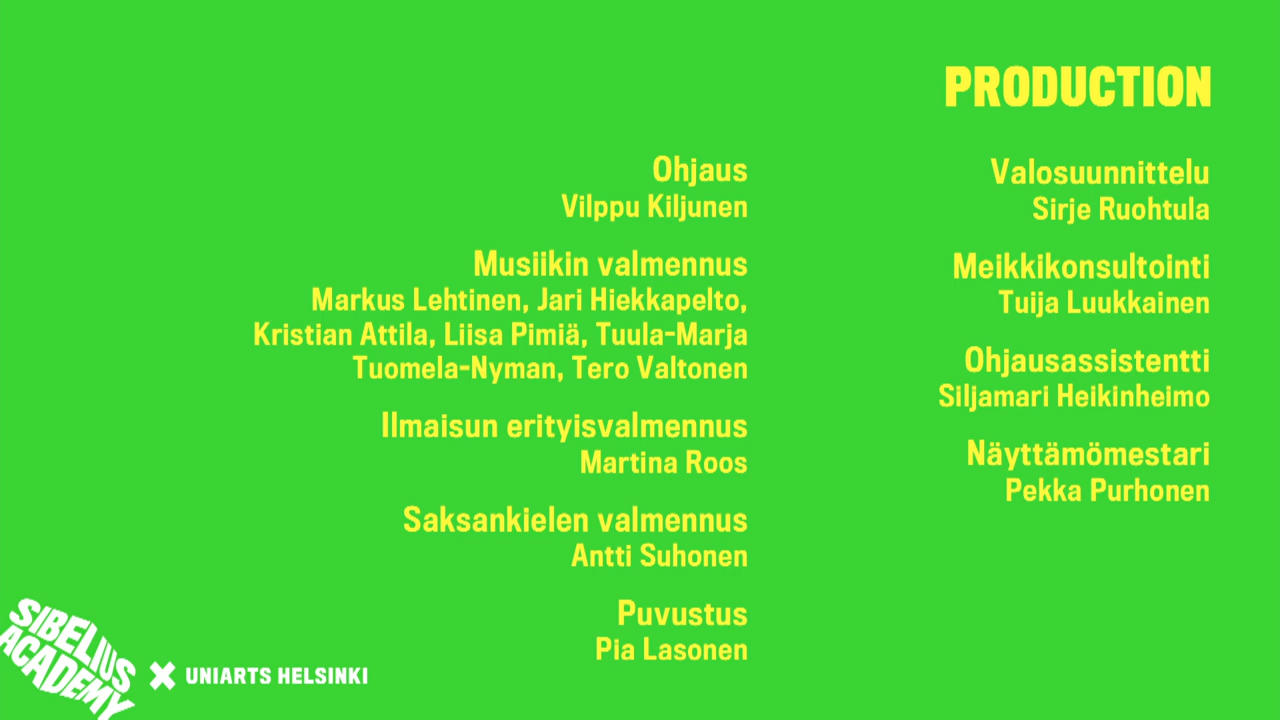 PRODUCTION
Ohjaus
Vilppu Kiljunen
Musiikin valmennus
Markus Lehtinen, Jari Hiekkapelto,
Kristian Attila, Liisa Pimiä, Tuula-Marja
Tuomela-Nyman, Tero Valtonen
Ilmaisun erityisvalmennus
Martina Roos
Saksankielen valmennus
Antti Suhonen
Puvustus
Pia Lasonen
Valosuunnittelu
Sirje Ruohtula
Meikkikonsultointi
Tuija Luukkainen
Ohjausassistentti
Siljamari Heikinheimo
Näyttämömestari
Pekka Purhonen
SIBELIUS
ACADEMY
UNIARTS HELSINKI